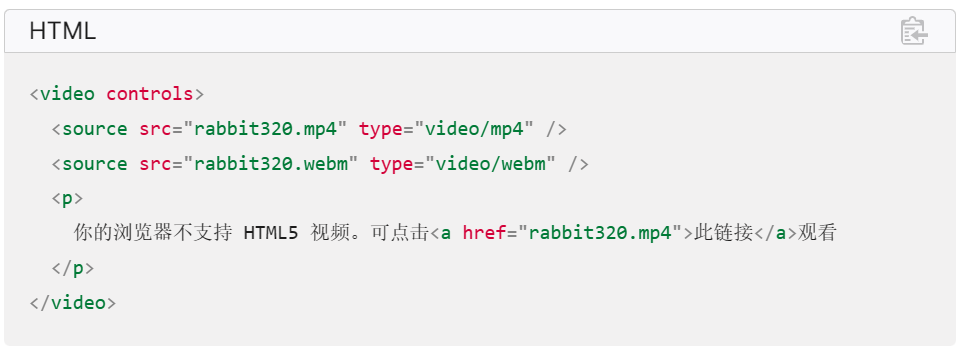 HTML
<video controls>
  <source src="rabbit320.mp4" type="video/mp4" />
  <source src="rabbit320.webm" type="video/webm" />
  <p>
    你的浏览器不支持 HTML5 视频。可点击<a href="rabbit320.mp4">此链接</a>观看
  </p>
</video>